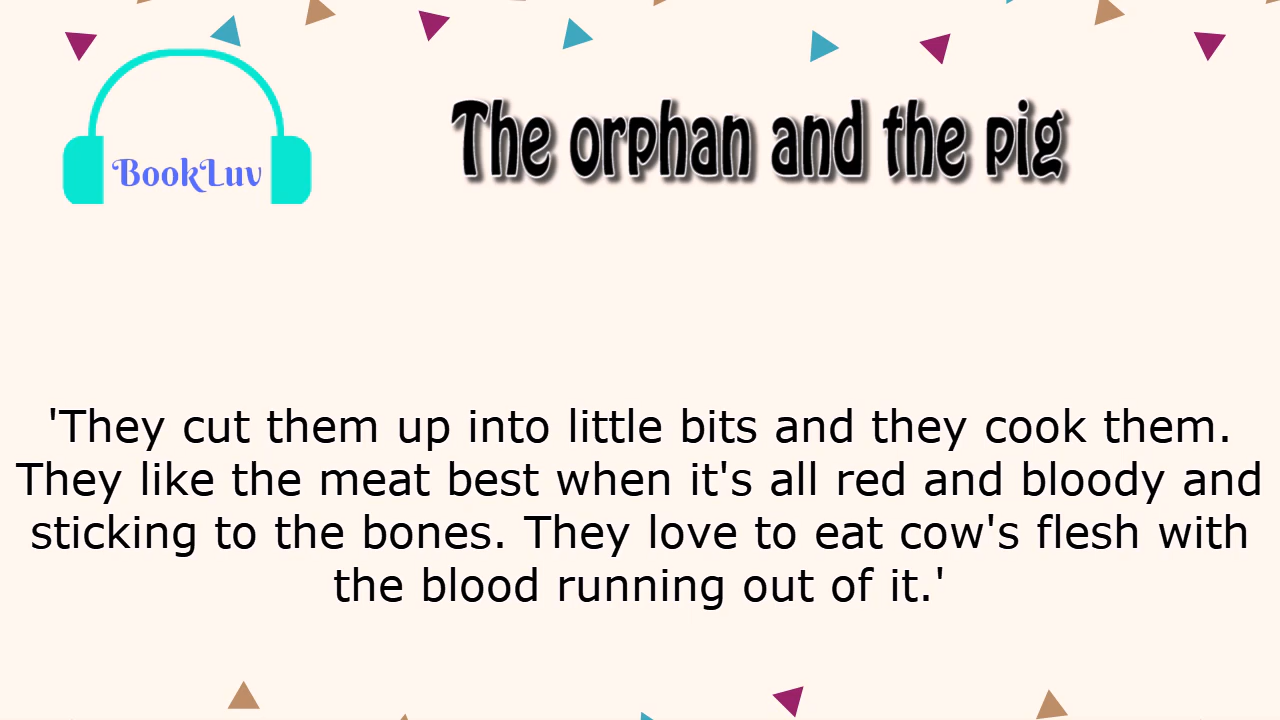 The orphan and the pig
BookLuv
'They cut them up into little bits and they cook them.
They like the meat best when it's all red and bloody and
sticking to the bones. They love to eat cow's flesh with
the blood running out of it.'